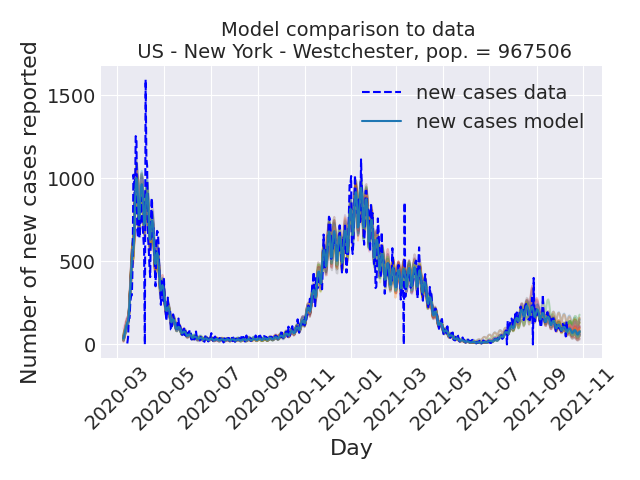 Model comparison to data
US - New York - Westchester, pop. = 967506
Number of new cases reported
1500
1000
500
0
new cases data
new cases model
2020-03
2020-05
2020-07
2020-09
2020-11
2021-01
2021-03
2021-05
2021-07
2021-09
2021-11
Day